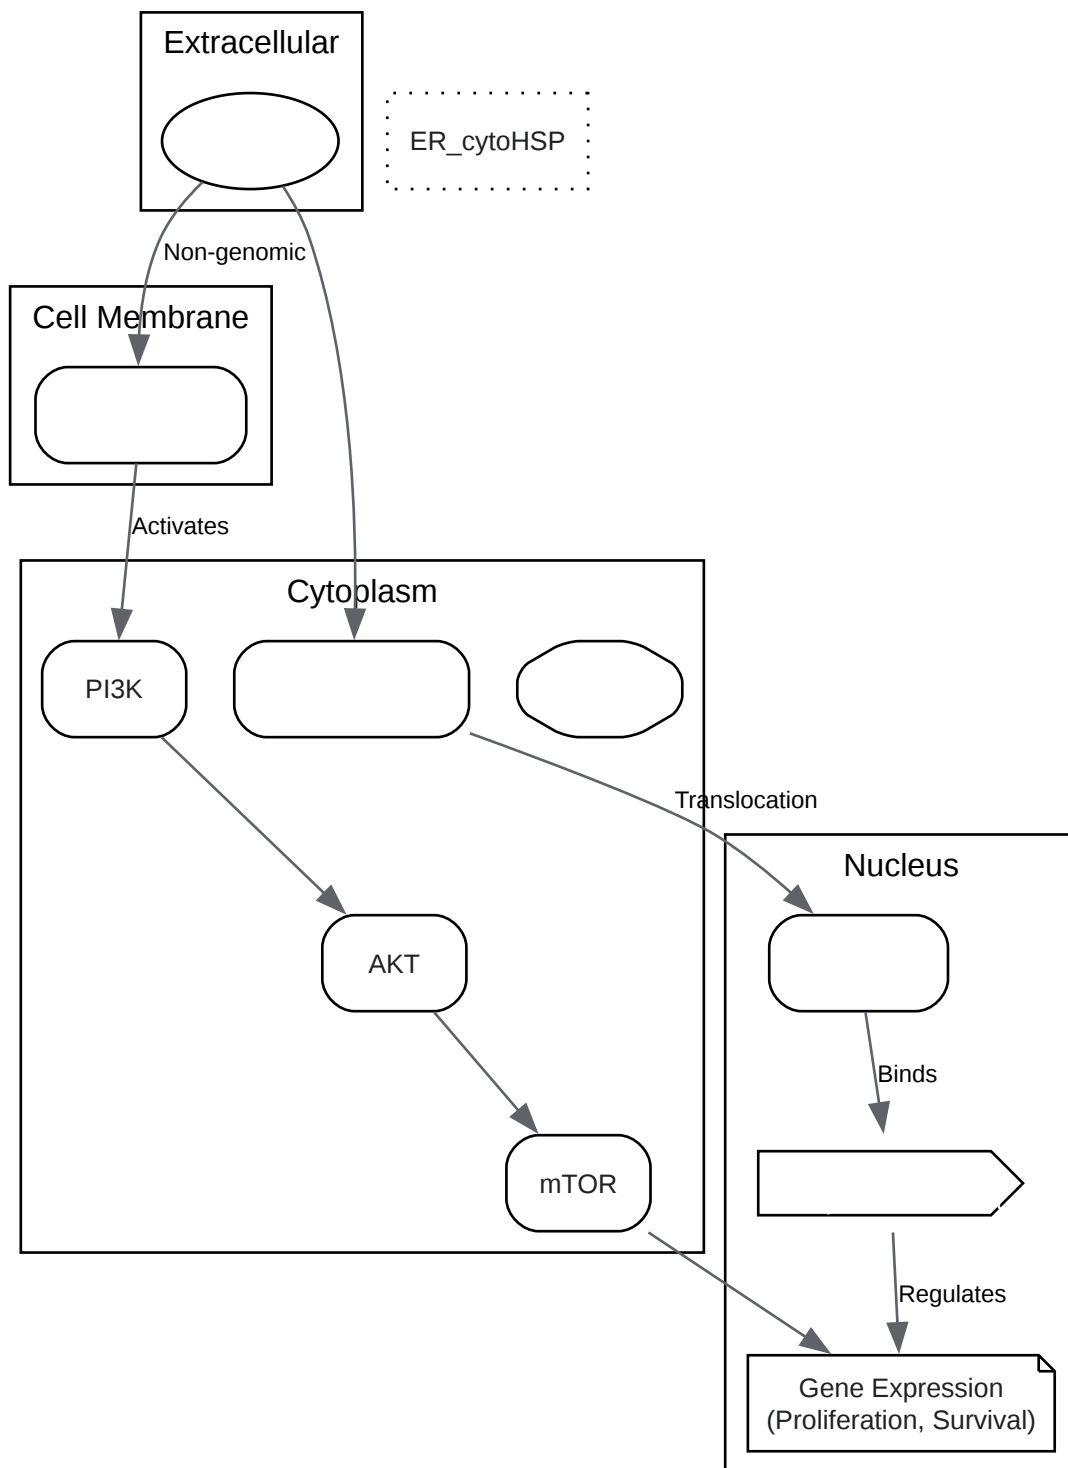 Extracellular
ER_cytoHSP
Non-genomic
Cell Membrane
Activates
Cytoplasm
PI3K
Translocation
Nucleus
AKT
Binds
mTOR
Regulates
Gene Expression
(Proliferation, Survival)